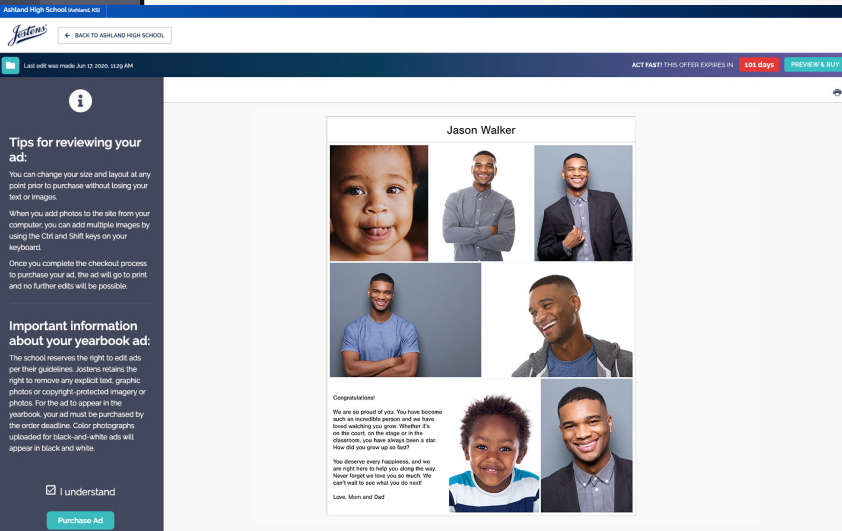 Ashland High School [Ashland, KS]
Jostens
← BACK TO ASHLAND HIGH SCHOOL
Last edit was made Jun 17, 2020, 11:29 AM
ACT FAST! THIS OFFER EXPIRES IN 101 days PREVIEW & BUY
Tips for reviewing your
ad:
You can change your size and layout at any
point prior to purchase without losing your
text or images.
When you add photos to the site from your
computer, you can add multiple images by
using the Ctrl and Shift keys on your
keyboard.
Once you complete the checkout process
to purchase your ad, the ad will go to print
and no further edits will be possible.
Important information
about your yearbook ad:
The school reserves the right to edit ads
per their guidelines. Jostens retains the
right to remove any explicit text, graphic
photos or copyright-protected imagery or
photos. For the ad to appear in the
yearbook, your ad must be purchased by
the order deadline. Color photographs
uploaded for black-and-white ads will
appear in black and white.
I understand
Purchase Ad
Jason Walker
Congratulations!
We are so proud of you. You have become
such an incredible person and we have
loved watching you grow. Whether it's
on the court, on the stage or in the
classroom, you have always been a star.
How did you grow up so fast?
You deserve every happiness, and we
are right here to help you along the way.
Never forget we love you so much. We
can't wait to see what you do next!
Love, Mom and Dad